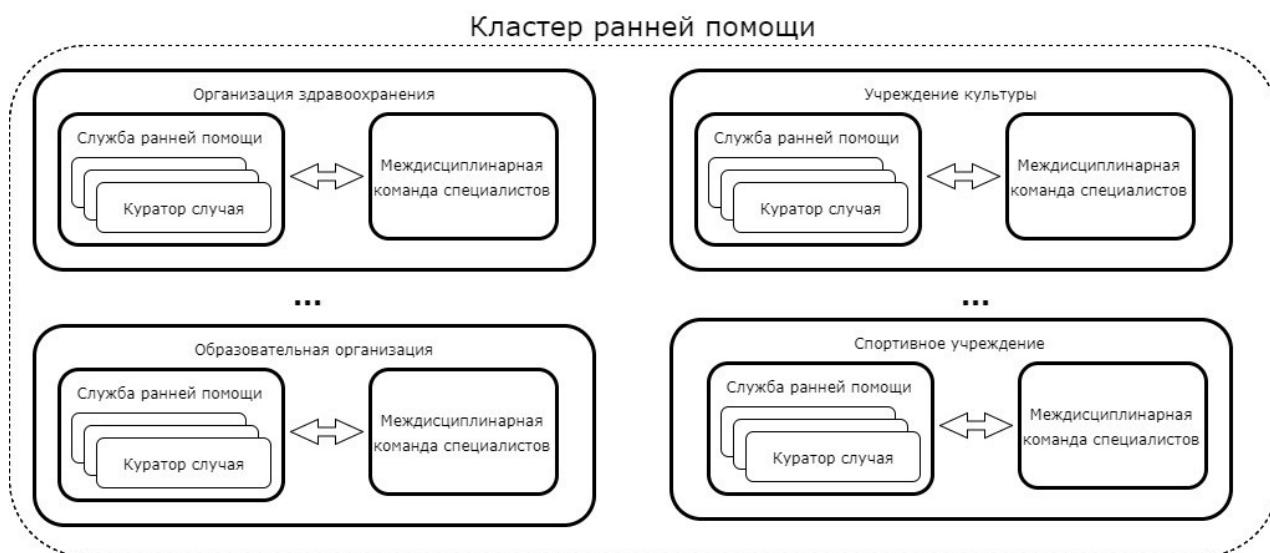 Кластер ранней помощи
Организация здравоохранения
Служба ранней помощи
Куратор случая
Междисциплинарная
команда специалистов
Учреждение культуры
Служба ранней помощи
Куратор случая
Междисциплинарная
команда специалистов
...
...
Образовательная организация
Служба ранней помощи
Куратор случая
Междисциплинарная
команда специалистов
Спортивное учреждение
Служба ранней помощи
Куратор случая
Междисциплинарная
команда специалистов